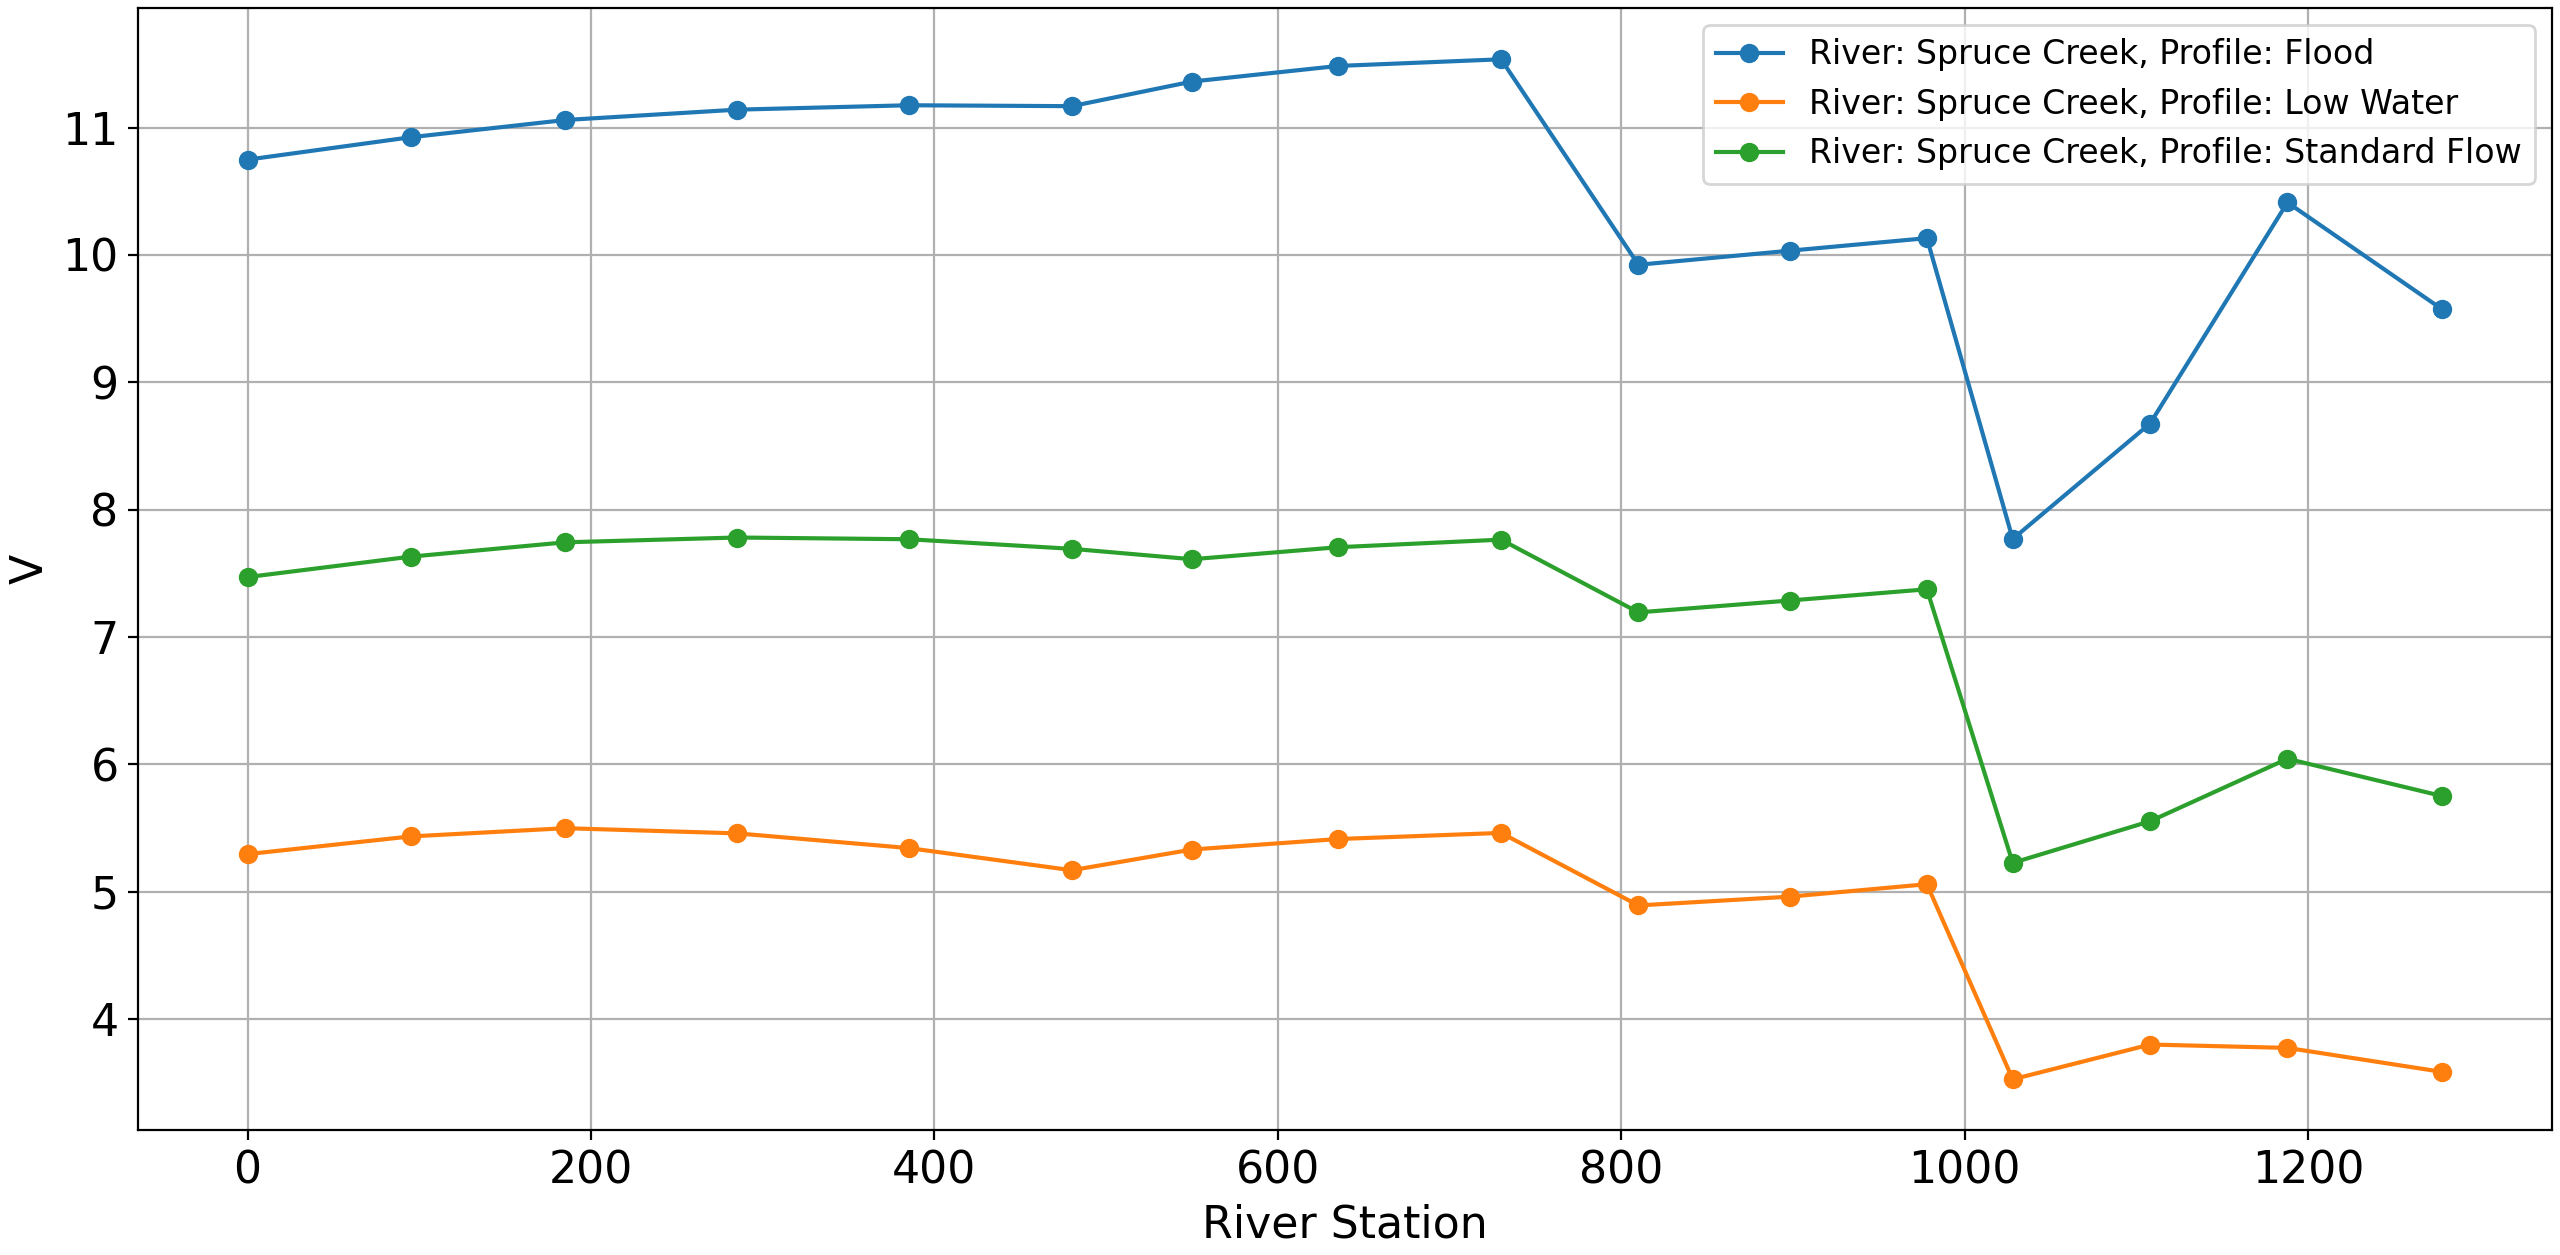 River: Spruce Creek, Profile: Flood
River: Spruce Creek, Profile: Low Water
River: Spruce Creek, Profile: Standard Flow
11
10
9
8
7
6
5
4
V
0 200 400 600 800 1000 1200
River Station